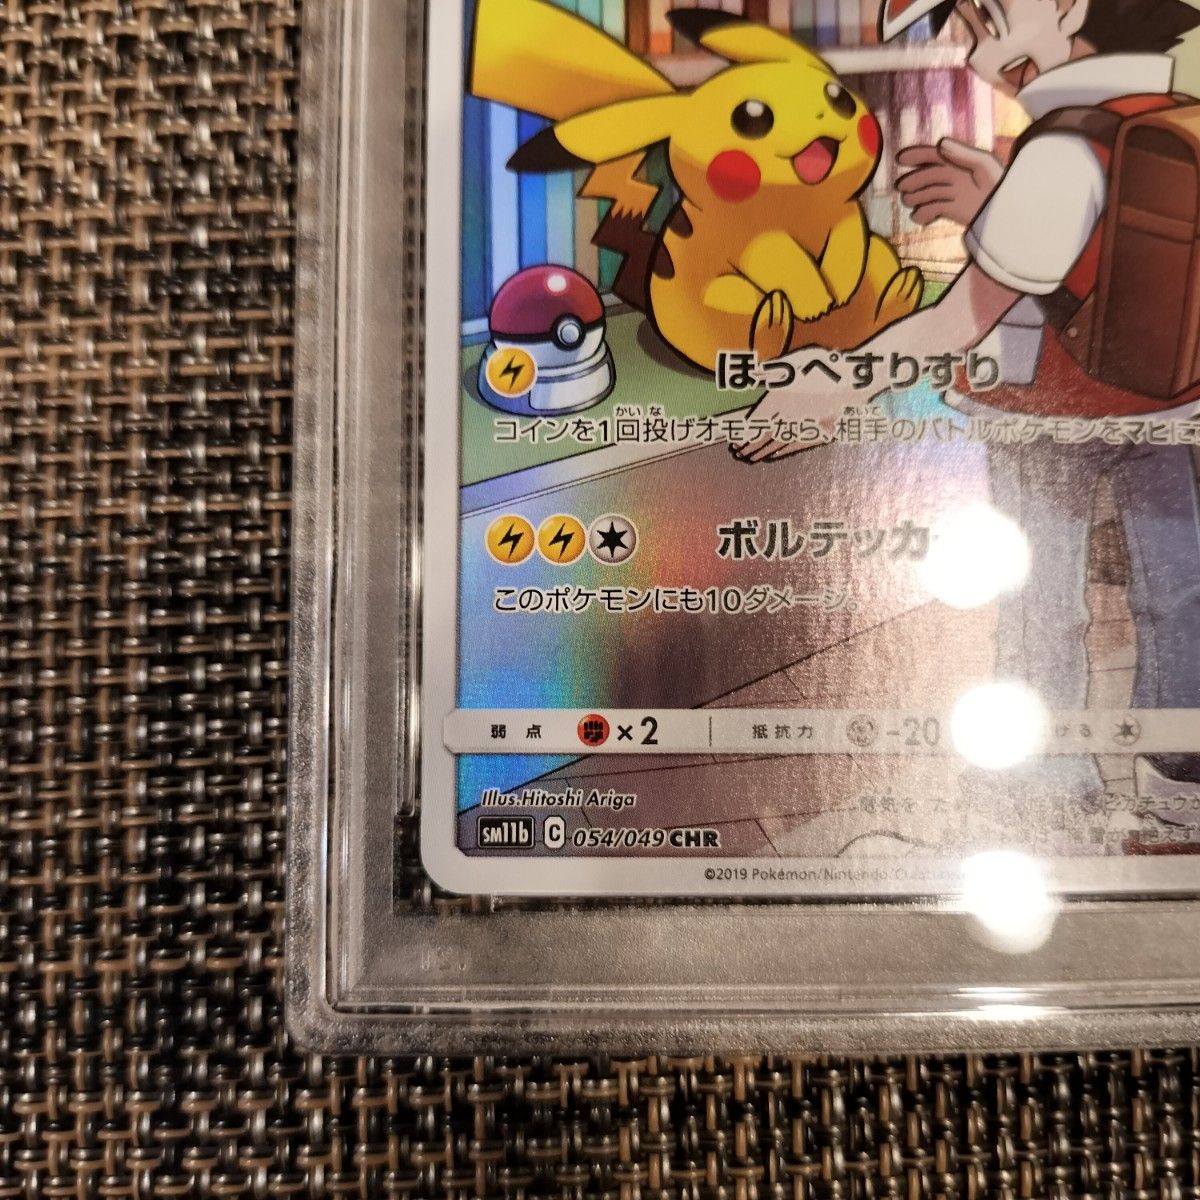 ほっぺすりすり
かいな あいて
コインを1回投げオモテなら、相手のバトルポケモンをマヒに
ボルテッカー
このポケモンにも10ダメージ。
弱点 ×2 抵抗力 -20 ける
Illus.Hitoshi Ariga
SM11b C 054/049 CHR
©2019 Pokémon/Nintendo/